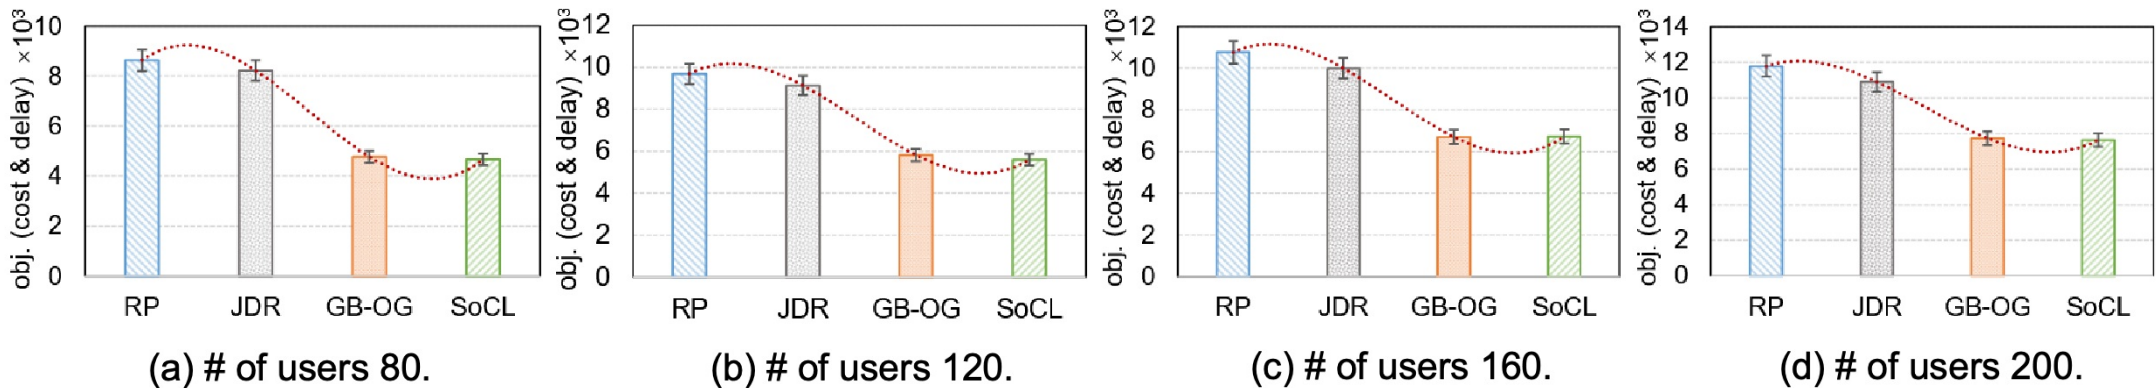 obj. (cost & delay) ×10³
10
8
6
4
2
0
RP JDR GB-OG SoCL
(a) # of users 80.
obj. (cost & delay) ×10³
12
10
8
6
4
2
0
RP JDR GB-OG SoCL
(b) # of users 120.
obj. (cost & delay) ×10³
12
10
8
6
4
2
0
RP JDR GB-OG SoCL
(c) # of users 160.
obj. (cost & delay) ×10³
14
12
10
8
6
4
2
0
RP JDR GB-OG SoCL
(d) # of users 200.